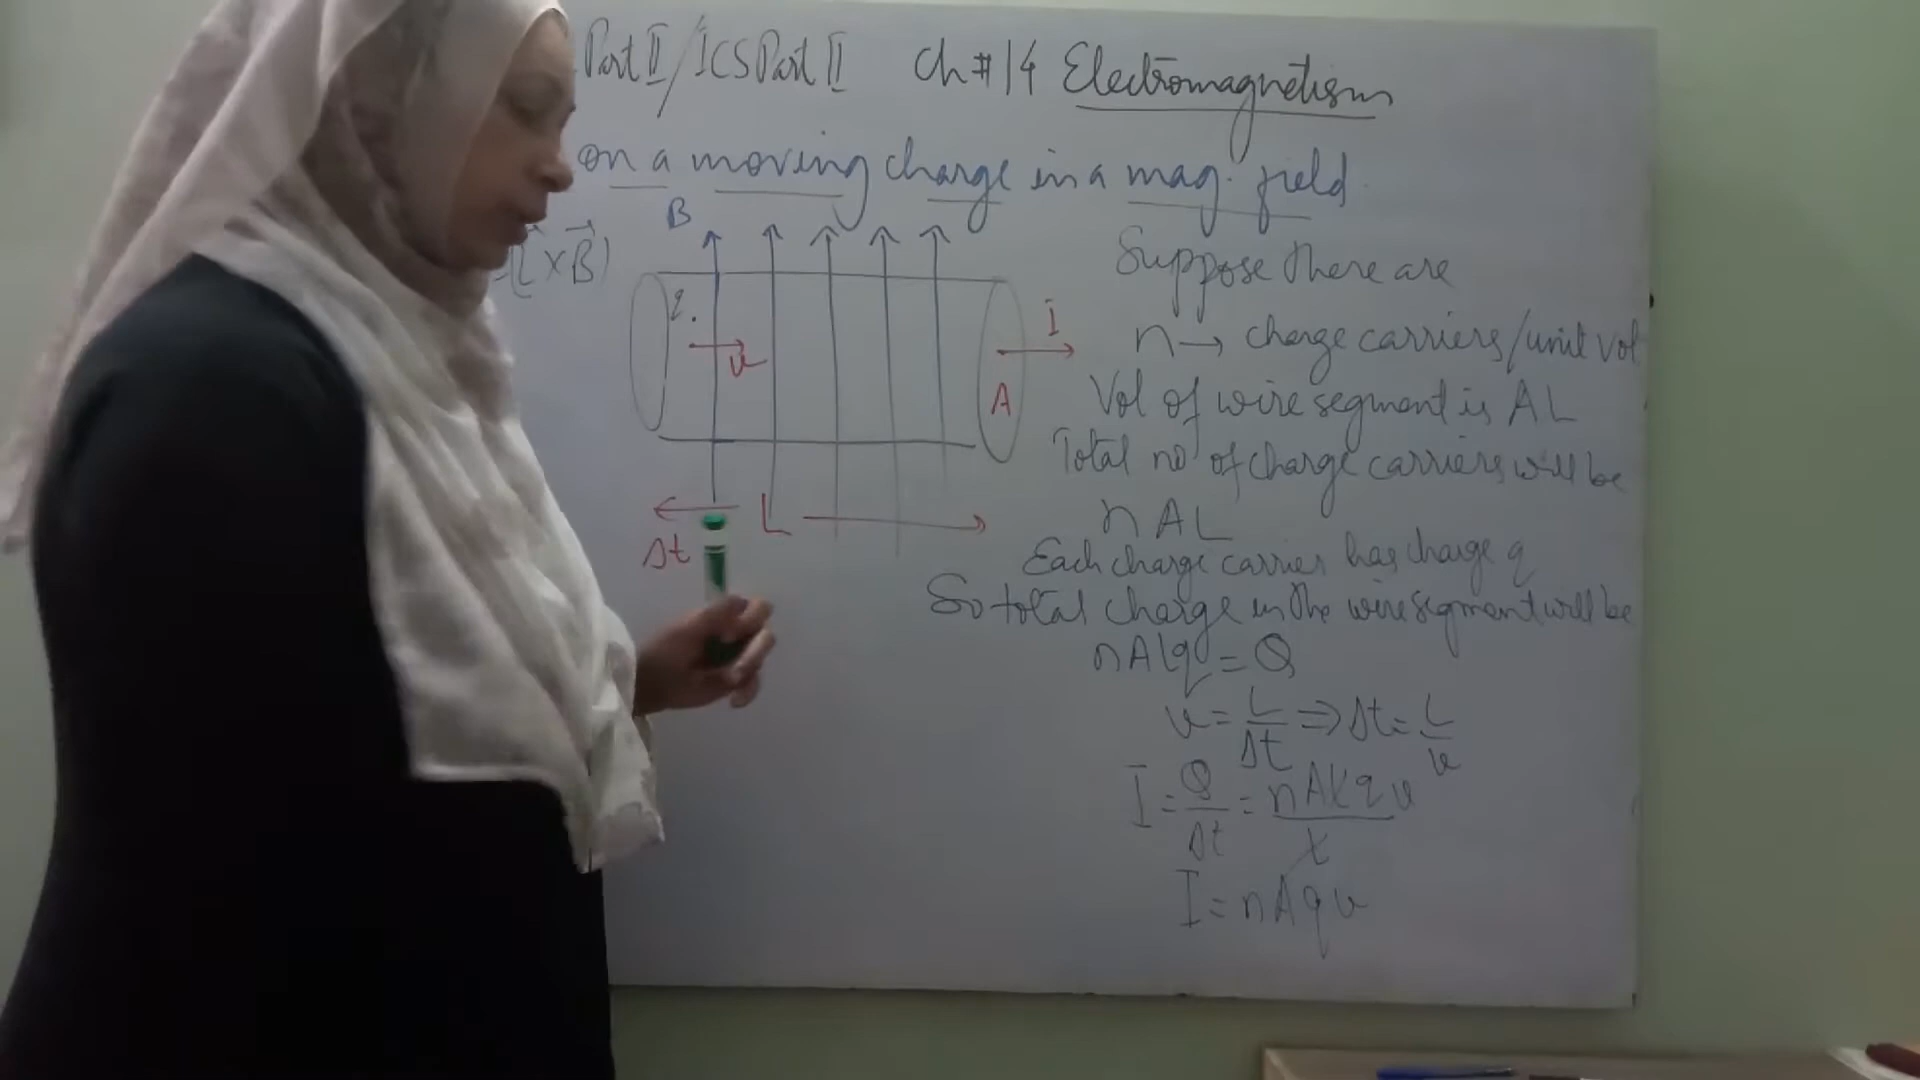 Part II/ICS Part II Ch # 14 Electromagnetism
on a moving charge in a mag. field
L × B)
B
q.
v
I
A
L
Δt
Suppose there are
n → charge carriers/unit vol
Vol of wire segment is AL
Total no of charge carriers will be
n AL
Each charge carrier has charge q
So total charge in the wire segment will be
nALq = Q
v = L/Δt ⇒ Δt = L/v
I = Q/Δt = nALqv/L
I = nAqv